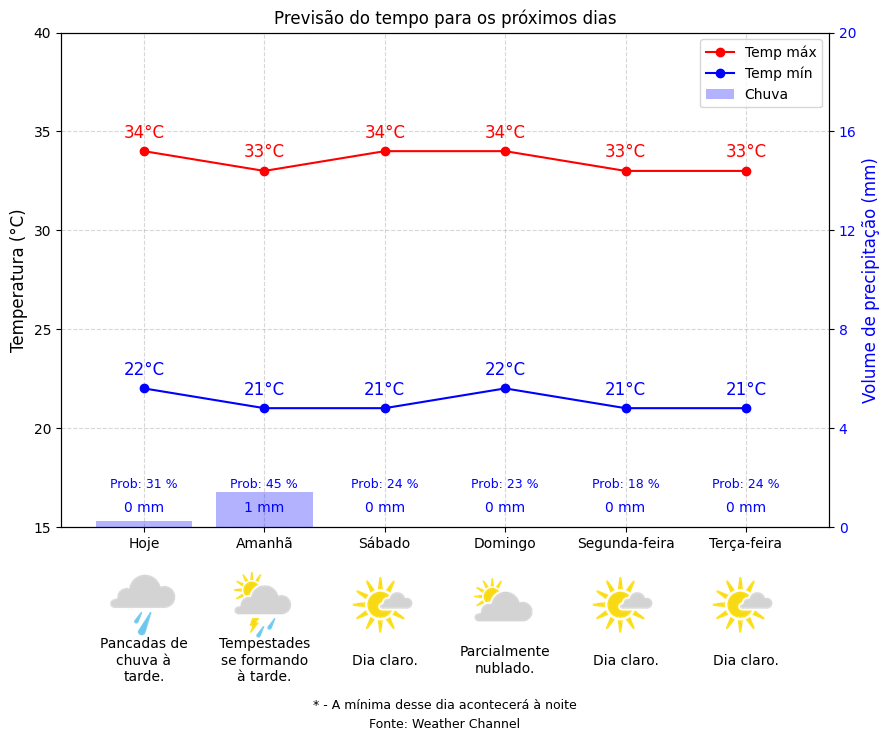 Previsão do tempo para os próximos dias
40
35
30
25
20
15
Temperatura (°C)
20
16
12
8
4
0
Volume de precipitação (mm)
Temp máx
Temp mín
Chuva
34°C
33°C
34°C
34°C
33°C
33°C
22°C
21°C
21°C
22°C
21°C
21°C
Prob: 31 %
Prob: 45 %
Prob: 24 %
Prob: 23 %
Prob: 18 %
Prob: 24 %
0 mm
1 mm
0 mm
0 mm
0 mm
0 mm
Hoje
Amanhã
Sábado
Domingo
Segunda-feira
Terça-feira
Pancadas de
chuva à
tarde.
Tempestades
se formando
à tarde.
Dia claro.
Parcialmente
nublado.
Dia claro.
Dia claro.
* - A mínima desse dia acontecerá à noite
Fonte: Weather Channel